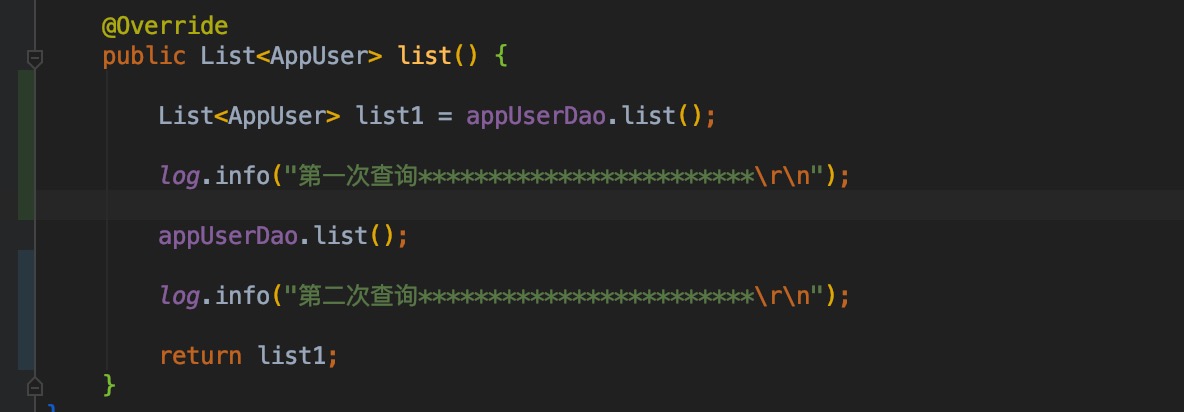 @Override
public List<AppUser> list() {
List<AppUser> list1 = appUserDao.list();
log.info("第一次查询************************\r\n");
appUserDao.list();
log.info("第二次查询************************\r\n");
return list1;
}
}